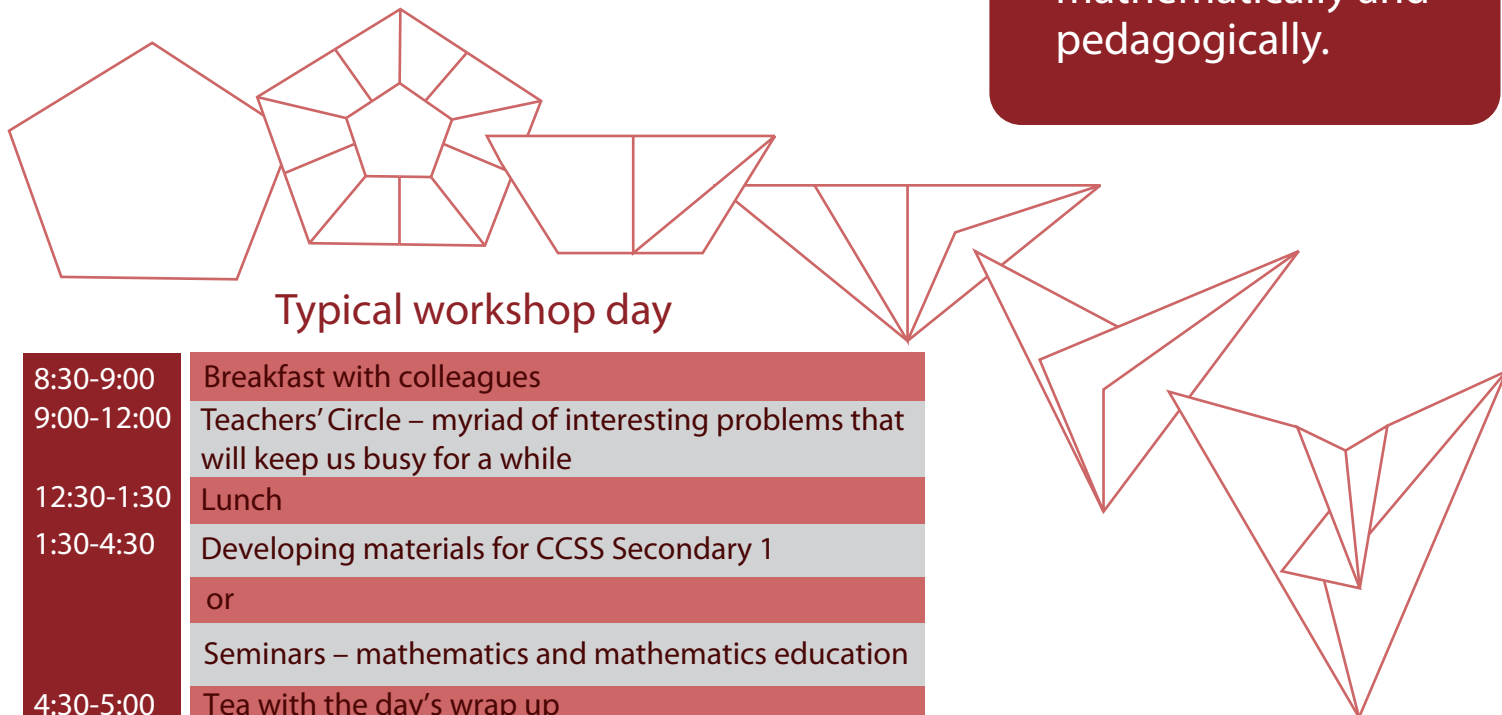 mathematically and
pedagogically.
Typical workshop day
8:30-9:00 Breakfast with colleagues
9:00-12:00 Teachers’ Circle – myriad of interesting problems that
will keep us busy for a while
12:30-1:30 Lunch
1:30-4:30 Developing materials for CCSS Secondary 1
or
Seminars – mathematics and mathematics education
4:30-5:00 Tea with the day’s wrap up